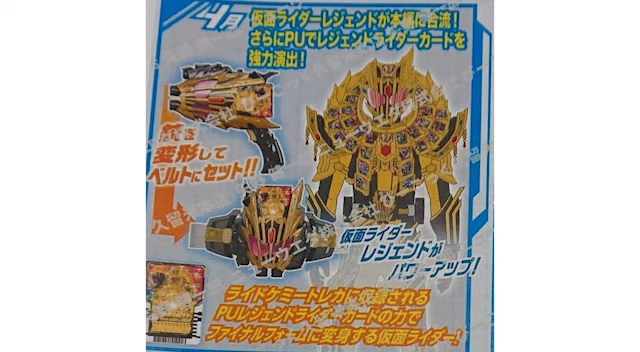 4月
仮面ライダーレジェンドが本編に合流!
さらにPUでレジェンドライダーカードを
強力演出!
変形して
ベルトにセット!!
仮面ライダー
レジェンドが
パワーアップ!
ライドケミートレカに収録される
PUレジェンドライダーカードの力で
ファイナルフォームに変身する仮面ライダー!